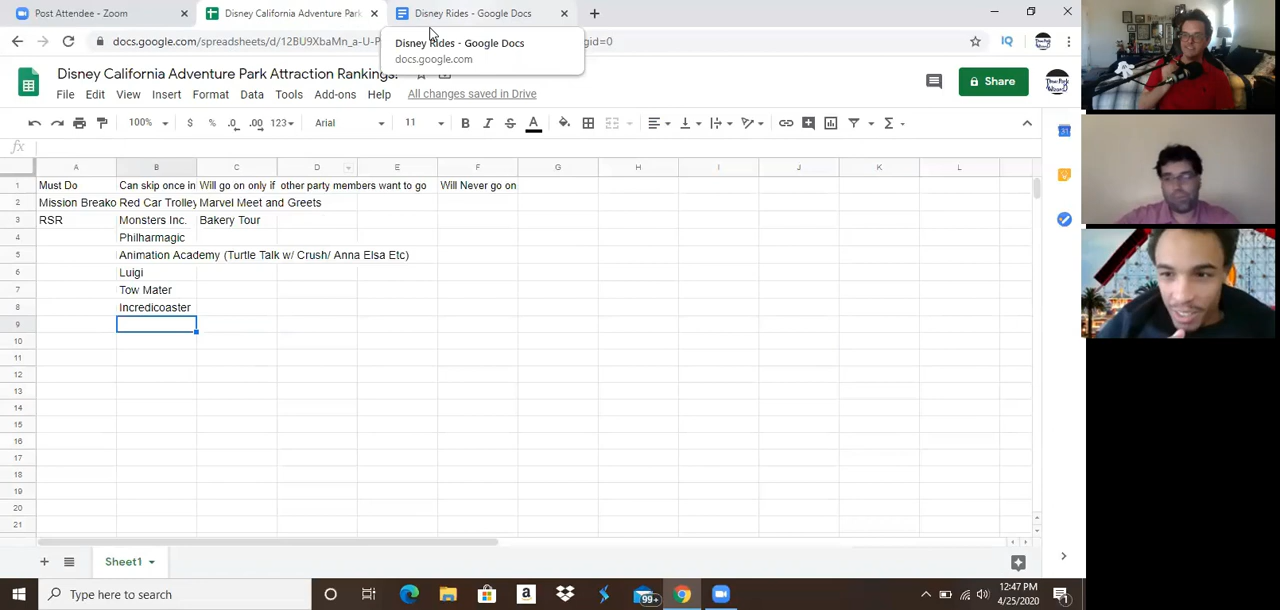 Post Attendee - Zoom
Disney California Adventure Park
Disney Rides - Google Docs
docs.google.com/spreadsheets/d/12BU9XbaMn_a-U-P
gid=0
Disney Rides - Google Docs
docs.google.com
Disney California Adventure Park Attraction Rankings!
File Edit View Insert Format Data Add-ons Help All changes saved in Drive
Share
100% $ % .0 .00 123 Arial 11 B I S A
fx
A B C D E F G H I J K L
1 Must Do Can skip once in Will go on only if other party members want to go Will Never go on
2 Mission Breako Red Car Trolley Marvel Meet and Greets
3 RSR Monsters Inc. Bakery Tour
4 Philharmagic
5 Animation Academy (Turtle Talk w/ Crush/ Anna Elsa Etc)
6 Luigi
7 Tow Mater
8 Incredicoaster
9
10
11
12
13
14
15
16
17
18
19
20
21
Sheet1
Type here to search
99+
12:47 PM
4/25/2020
IQ
31